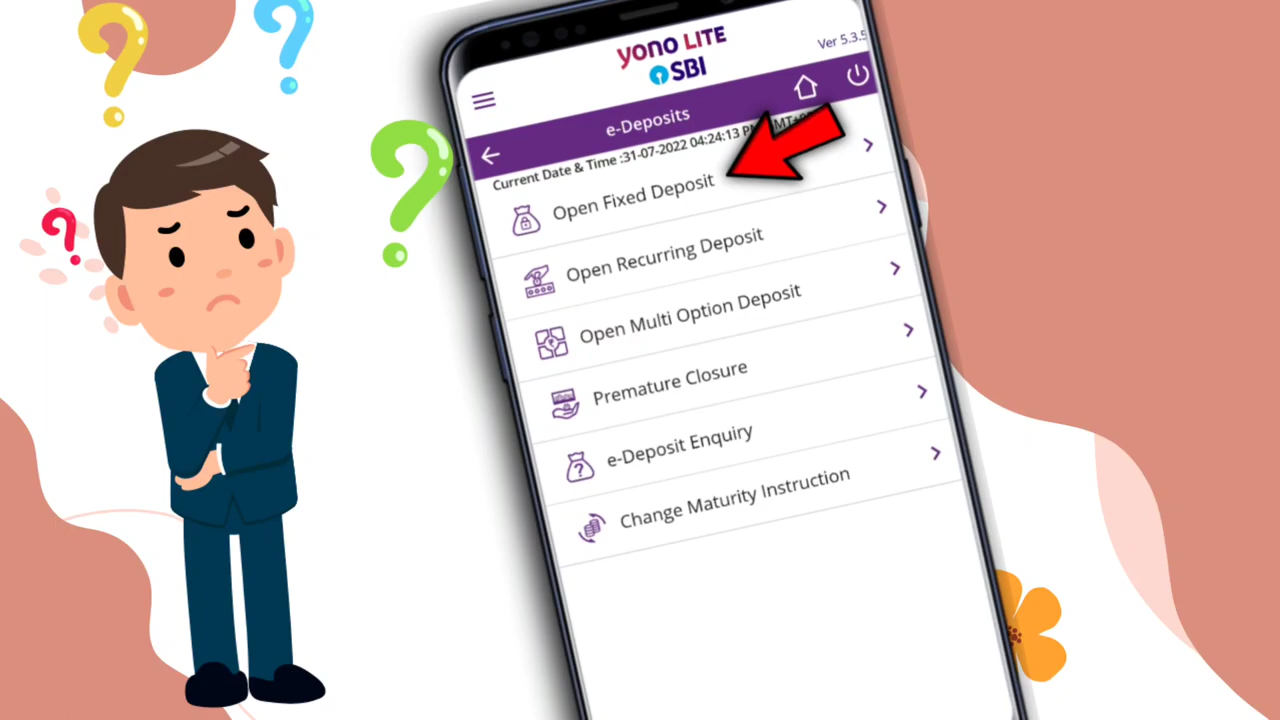 yono LITE
SBI
Ver 5.3.5
e-Deposits
Current Date & Time :31-07-2022 04:24:13
Open Fixed Deposit
Open Recurring Deposit
Open Multi Option Deposit
Premature Closure
e-Deposit Enquiry
Change Maturity Instruction
?
?
?
?
?